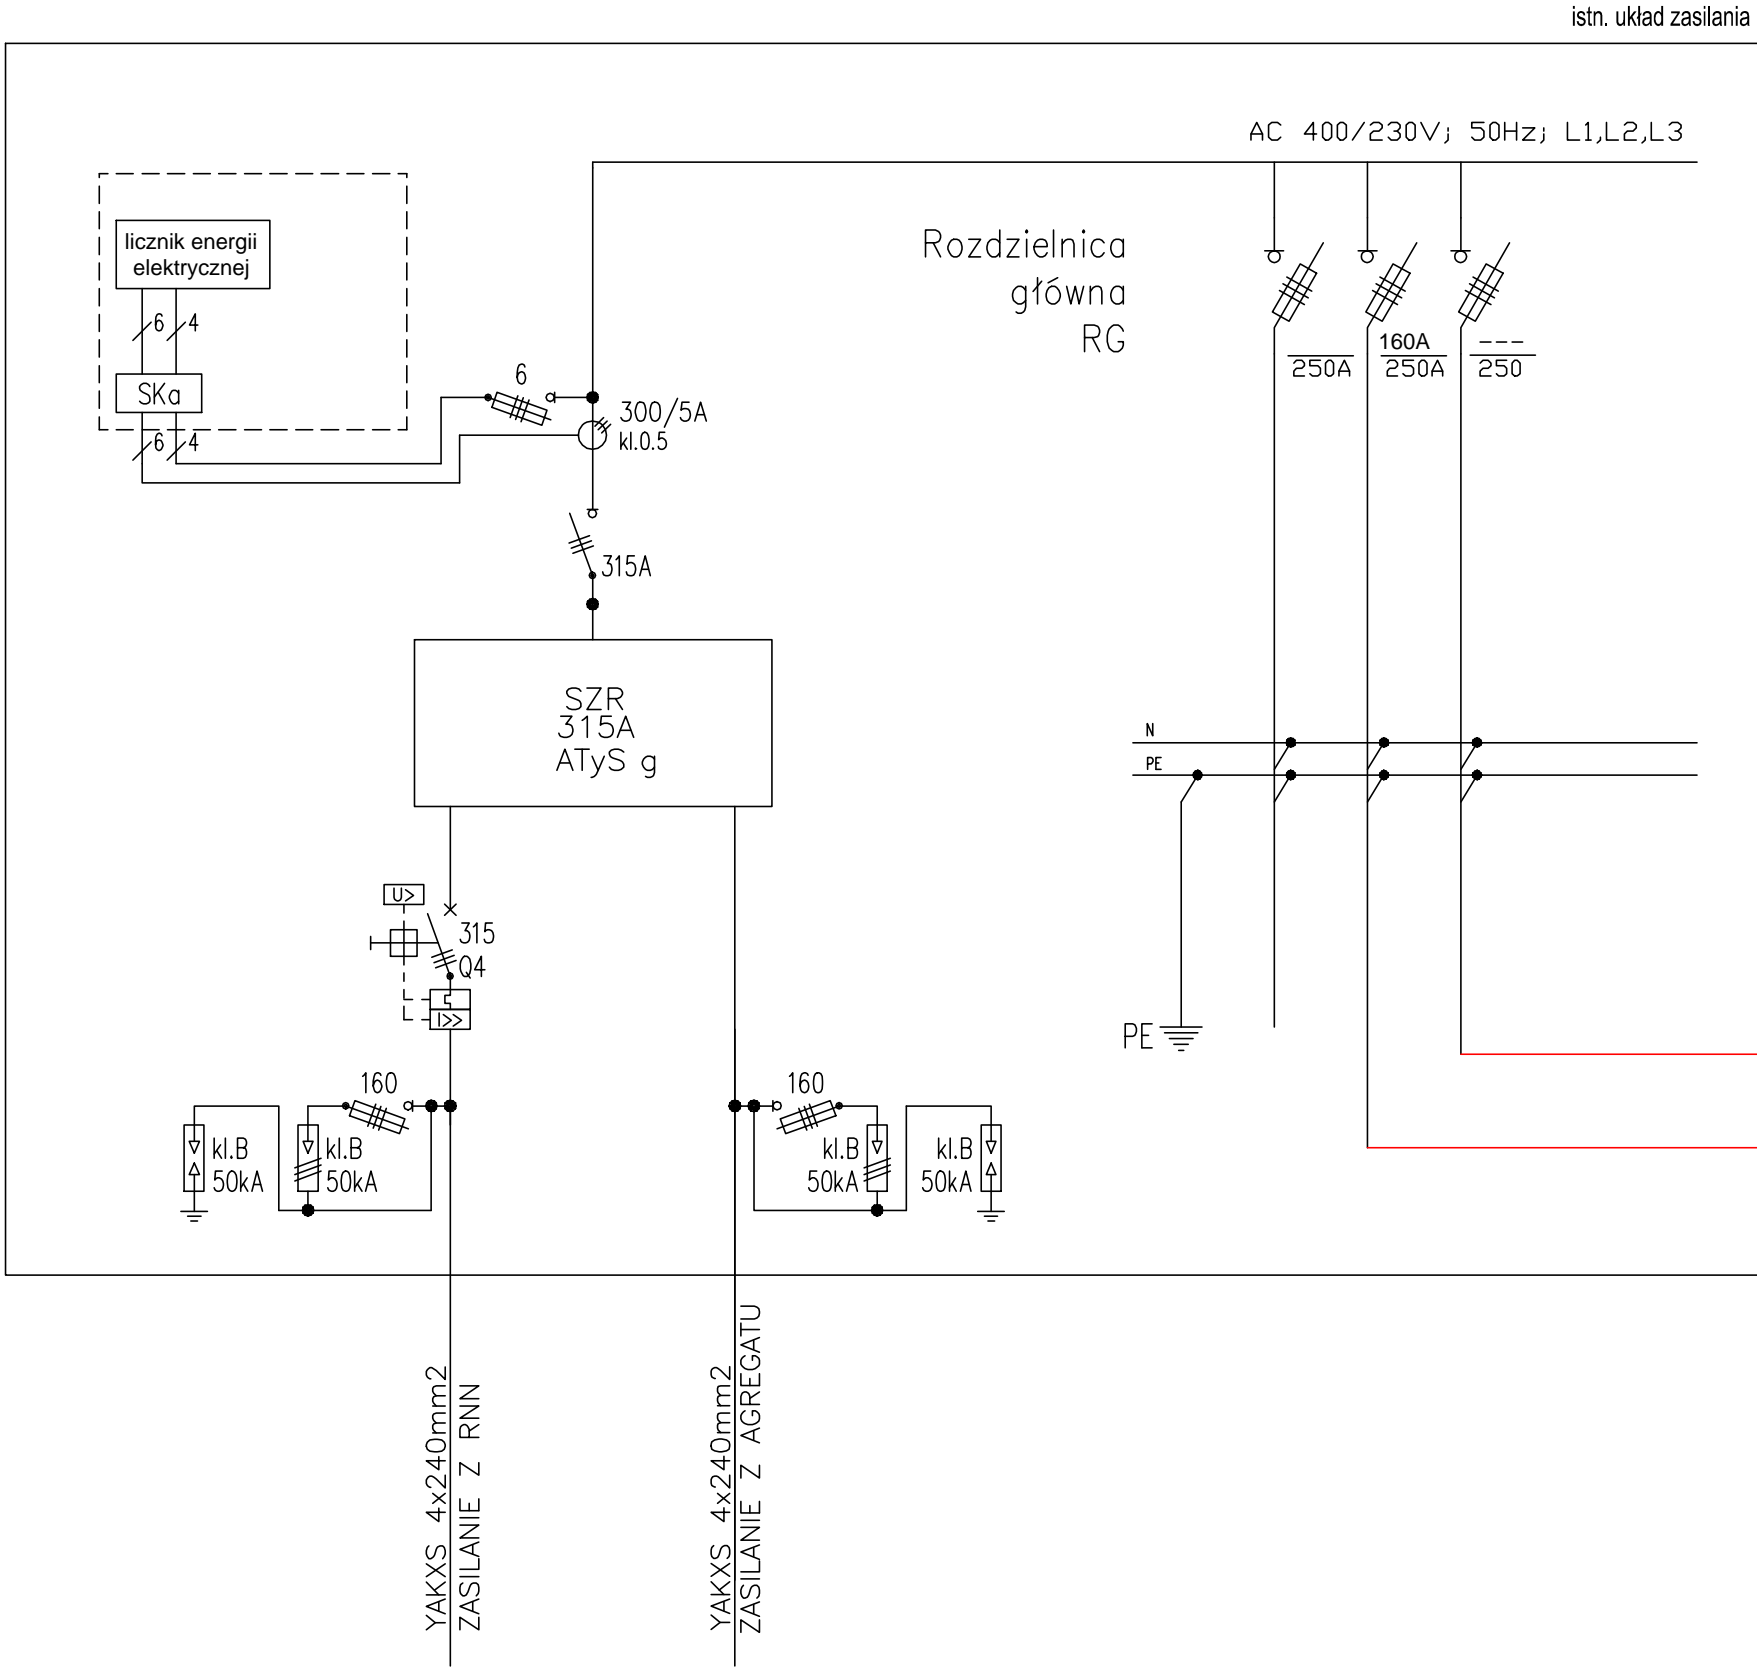 istn. układ zasilania
AC 400/230V; 50Hz; L1,L2,L3
licznik energii
elektrycznej
6
4
SKa
6
4
Rozdzielnica
główna
RG
6
300/5A
kl.0.5
315A
250A
160A
250A
---
250
SZR
315A
ATyS g
N
PE
U>
315
Q4
I>>
PE
160
kl.B
50kA
kl.B
50kA
160
kl.B
50kA
kl.B
50kA
YAKXS 4x240mm2
ZASILANIE Z RNN
YAKXS 4x240mm2
ZASILANIE Z AGREGATU